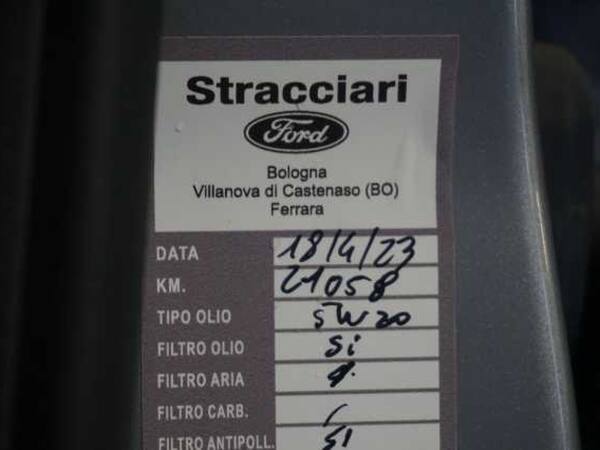 Stracciari
Ford
Bologna
Villanova di Castenaso (BO)
Ferrara
DATA 18/4/23
KM. 21058
TIPO OLIO 5W20
FILTRO OLIO Si
FILTRO ARIA
FILTRO CARB.
FILTRO ANTIPOLL. SI